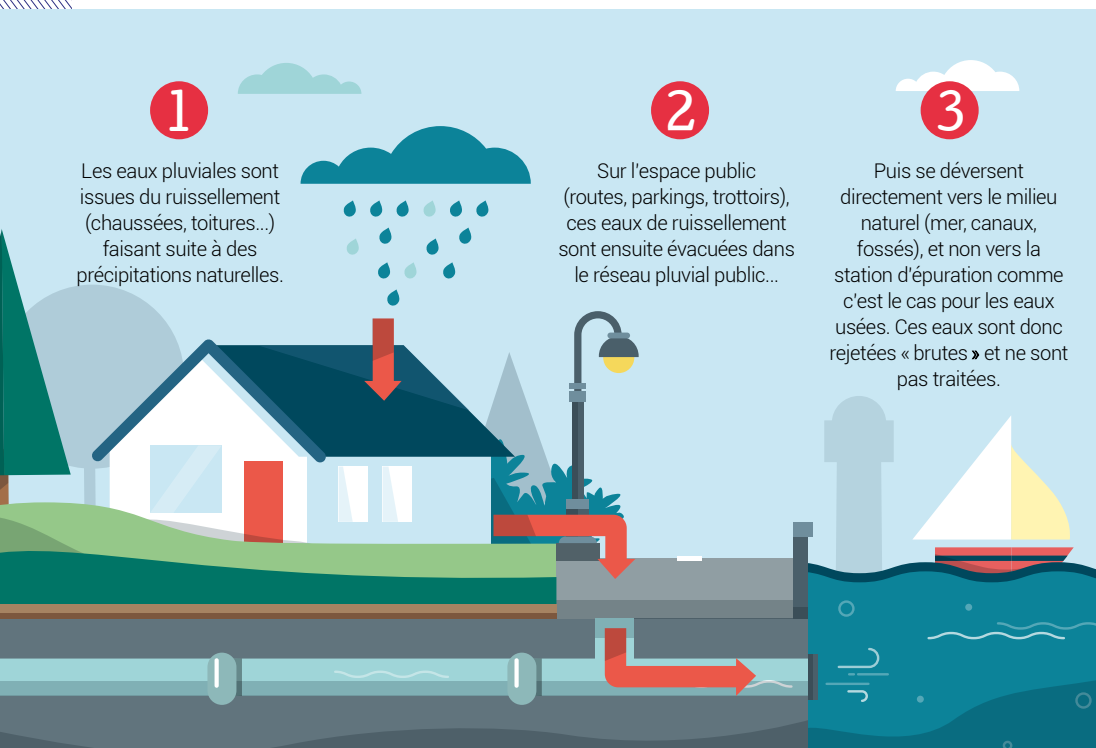 1
Les eaux pluviales sont
issues du ruissellement
(chaussées, toitures...)
faisant suite à des
précipitations naturelles.
2
Sur l'espace public
(routes, parkings, trottoirs),
ces eaux de ruissellement
sont ensuite évacuées dans
le réseau pluvial public...
3
Puis se déversent
directement vers le milieu
naturel (mer, canaux,
fossés), et non vers la
station d'épuration comme
c'est le cas pour les eaux
usées. Ces eaux sont donc
rejetées « brutes » et ne sont
pas traitées.